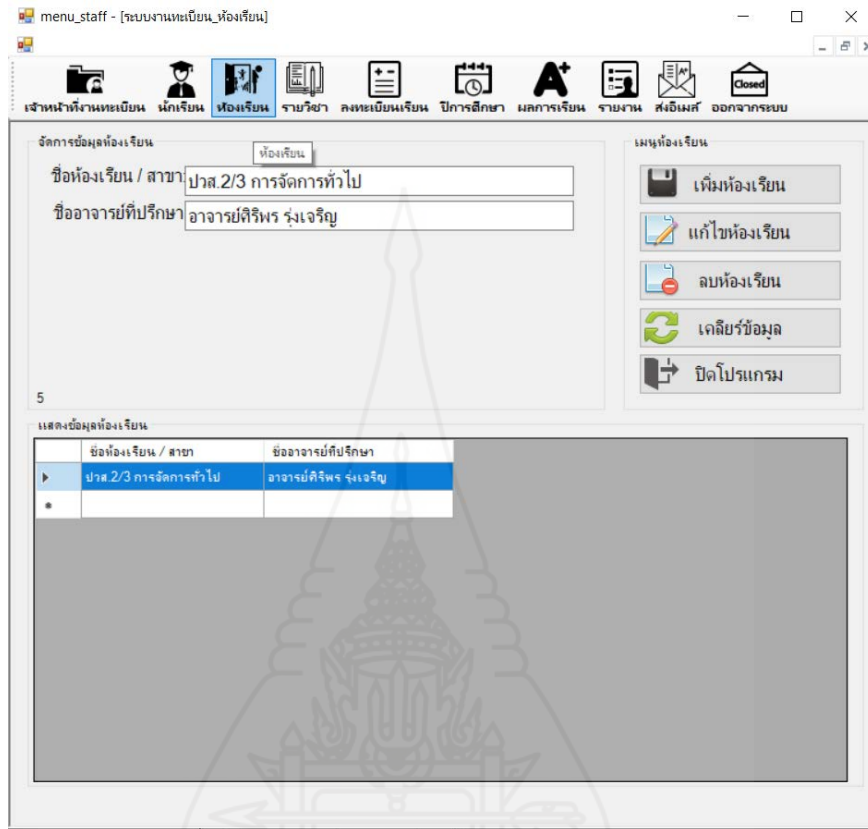 menu_staff - [ระบบงานทะเบียน_ห้องเรียน]
เจ้าหน้าที่งานทะเบียน นักเรียน ห้องเรียน รายวิชา ลงทะเบียนเรียน ปีการศึกษา ผลการเรียน รายงาน ส่งอีเมล์ ออกจากระบบ
A+
Closed
จัดการข้อมูลห้องเรียน
ห้องเรียน
ชื่อห้องเรียน / สาขา: ปวส.2/3 การจัดการทั่วไป
ชื่ออาจารย์ที่ปรึกษา อาจารย์ศิริพร รุ่งเจริญ
5
เมนูห้องเรียน
เพิ่มห้องเรียน
แก้ไขห้องเรียน
ลบห้องเรียน
เคลียร์ข้อมูล
ปิดโปรแกรม
แสดงข้อมูลห้องเรียน
ชื่อห้องเรียน / สาขา ชื่ออาจารย์ที่ปรึกษา
ปวส.2/3 การจัดการทั่วไป อาจารย์ศิริพร รุ่งเจริญ